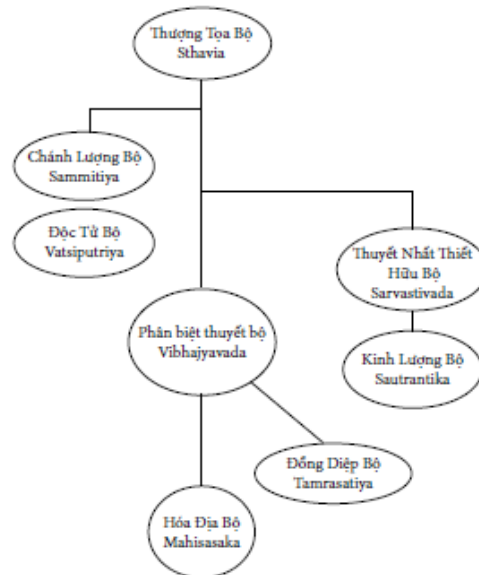 Thượng Tọa Bộ
Sthavia
Chánh Lượng Bộ
Sammitiya
Độc Tử Bộ
Vatsiputriya
Thuyết Nhất Thiết
Hữu Bộ
Sarvastivada
Phân biệt thuyết bộ
Vibhajyavada
Kinh Lượng Bộ
Sautrantika
Đồng Diệp Bộ
Tamrasatiya
Hóa Địa Bộ
Mahisasaka